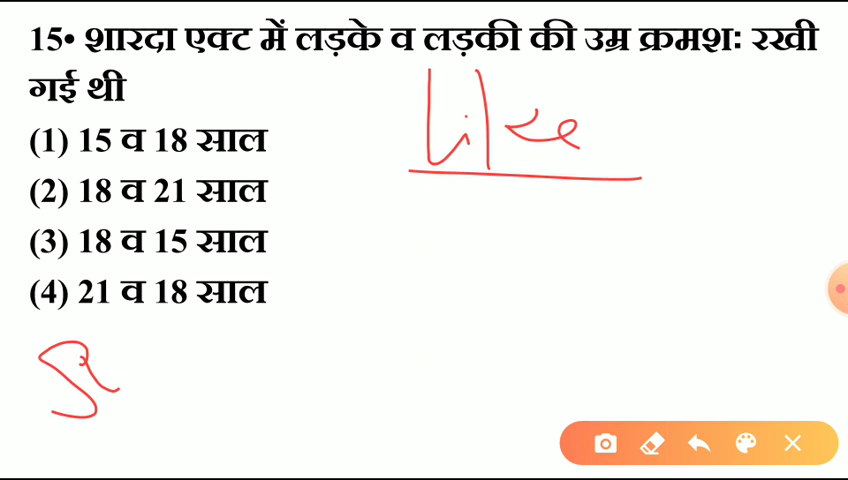 15• शारदा एक्ट में लड़के व लड़की की उम्र क्रमशः रखी
गई थी
Like
(1) 15 व 18 साल
(2) 18 व 21 साल
(3) 18 व 15 साल
(4) 21 व 18 साल